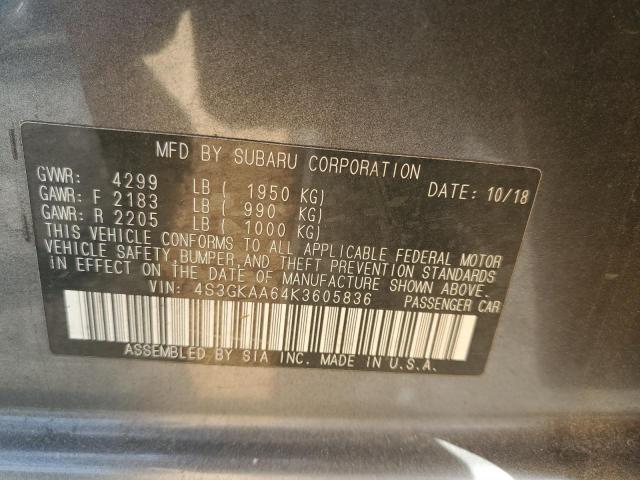 MFD BY SUBARU CORPORATION
GVWR: 4299 LB ( 1950 KG) DATE: 10/18
GAWR: F 2183 LB ( 990 KG)
GAWR: R 2205 LB ( 1000 KG)
THIS VEHICLE CONFORMS TO ALL APPLICABLE FEDERAL MOTOR
VEHICLE SAFETY, BUMPER, AND THEFT PREVENTION STANDARDS
IN EFFECT ON THE DATE OF MANUFACTURE SHOWN ABOVE.
VIN: 4S3GKAA64K3605836 PASSENGER CAR
ASSEMBLED BY SIA INC. MADE IN U.S.A.